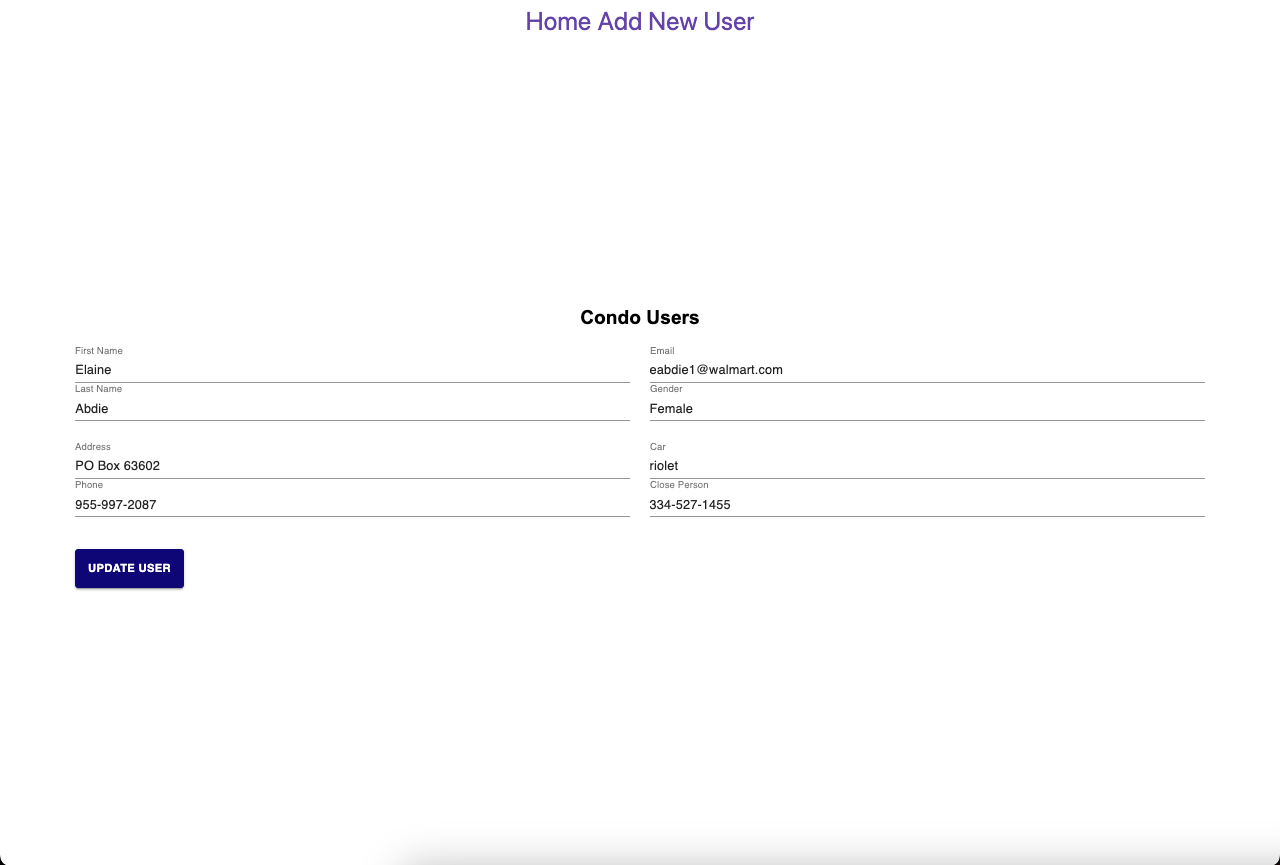 Home Add New User
Condo Users
First Name
Elaine
Last Name
Abdie
Email
eabdie1@walmart.com
Gender
Female
Address
PO Box 63602
Phone
955-997-2087
Car
riolet
Close Person
334-527-1455
UPDATE USER